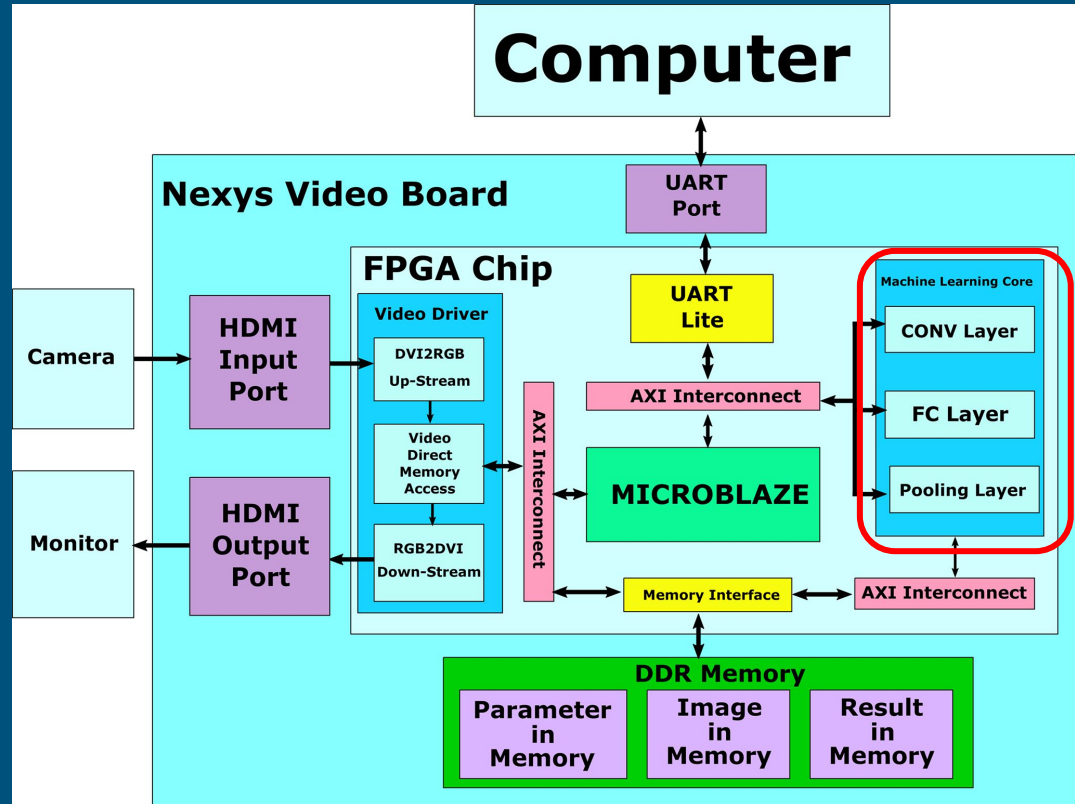 Computer
Nexys Video Board
UART
Port
FPGA Chip
Machine Learning Core
UART
Lite
CONV Layer
FC Layer
Pooling Layer
Camera
HDMI
Input
Port
Video Driver
DVI2RGB
Up-Stream
Video
Direct
Memory
Access
RGB2DVI
Down-Stream
AXI Interconnect
AXI Interconnect
MICROBLAZE
Monitor
HDMI
Output
Port
Memory Interface
AXI Interconnect
DDR Memory
Parameter
in
Memory
Image
in
Memory
Result
in
Memory